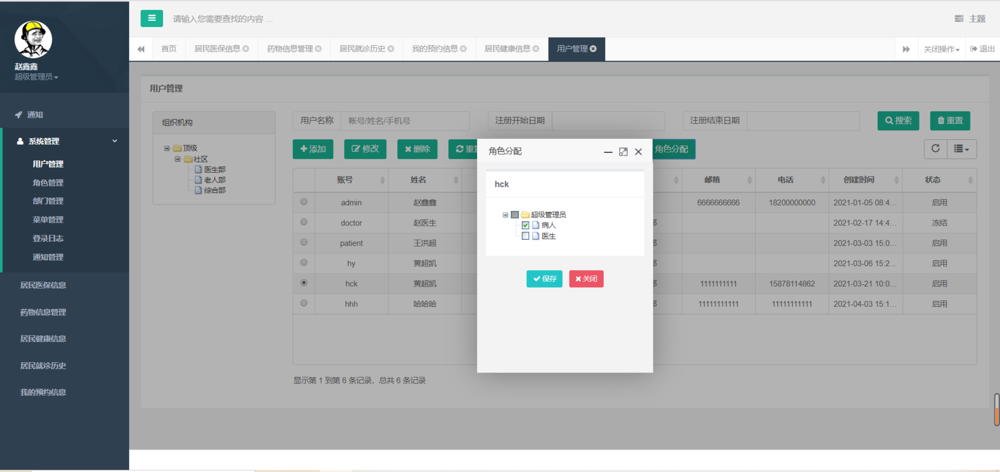 赵鑫鑫
超级管理员
通知
系统管理
用户管理
角色管理
部门管理
菜单管理
登录日志
通知管理
居民医保信息
药物信息管理
居民健康信息
居民就诊历史
我的预约信息
请输入您需要查找的内容 …
主题
首页 居民医保信息 药物信息管理 居民就诊历史 我的预约信息 居民健康信息 用户管理 关闭操作 退出
用户管理
组织机构
顶级
社区
医生部
老人部
综合部
用户名称 帐号/姓名/手机号 注册开始日期 注册结束日期 搜索 重置
添加 修改 删除 角色分配
账号 姓名 邮箱 电话 创建时间 状态
admin 赵鑫鑫 6666666666 18200000000 2021-01-05 08:4... 启用
doctor 赵医生 2021-02-17 14:4... 冻结
patient 王洪超 2021-03-03 15:0... 启用
hy 黄超凯 2021-03-06 15:2... 启用
hck 黄超凯 1111111111 15878114862 2021-03-21 10:0... 启用
hhh 哈哈哈 11111111111 11111111111 2021-04-03 15:1... 启用
显示第 1 到第 6 条记录，总共 6 条记录
角色分配
hck
超级管理员
病人
医生
保存 关闭